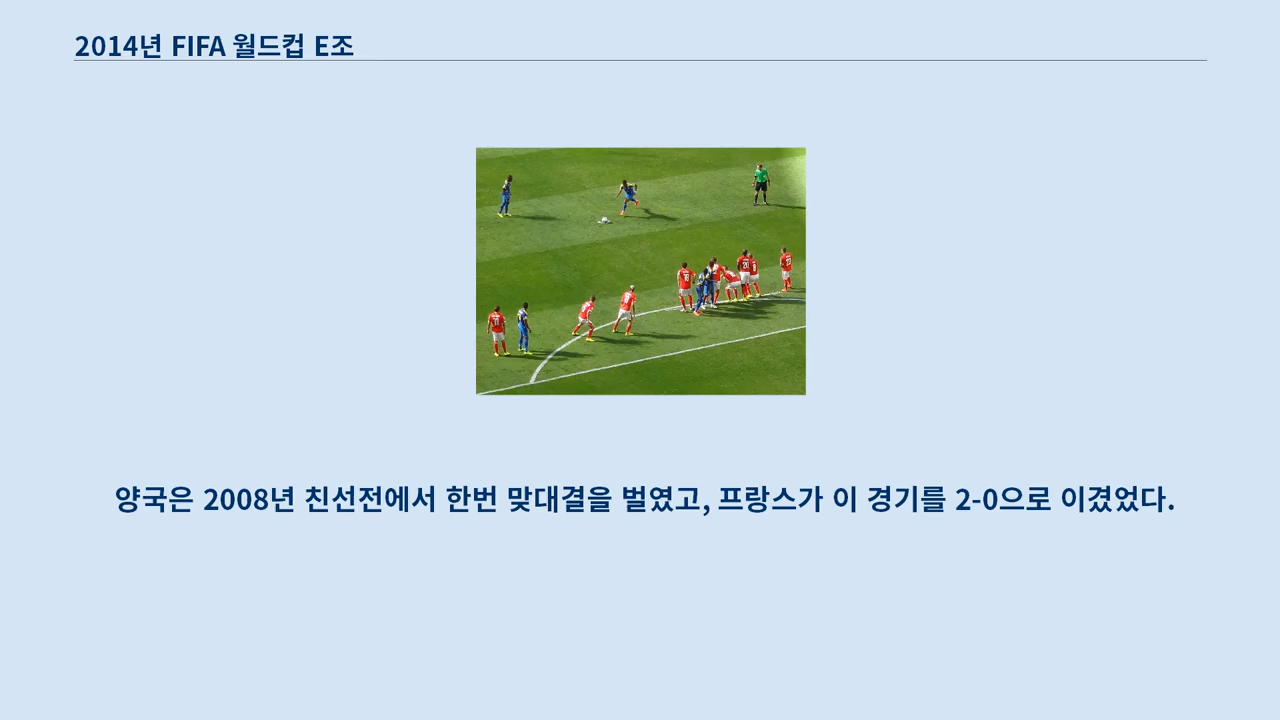 2014년 FIFA 월드컵 E조
양국은 2008년 친선전에서 한번 맞대결을 벌였고, 프랑스가 이 경기를 2-0으로 이겼었다.